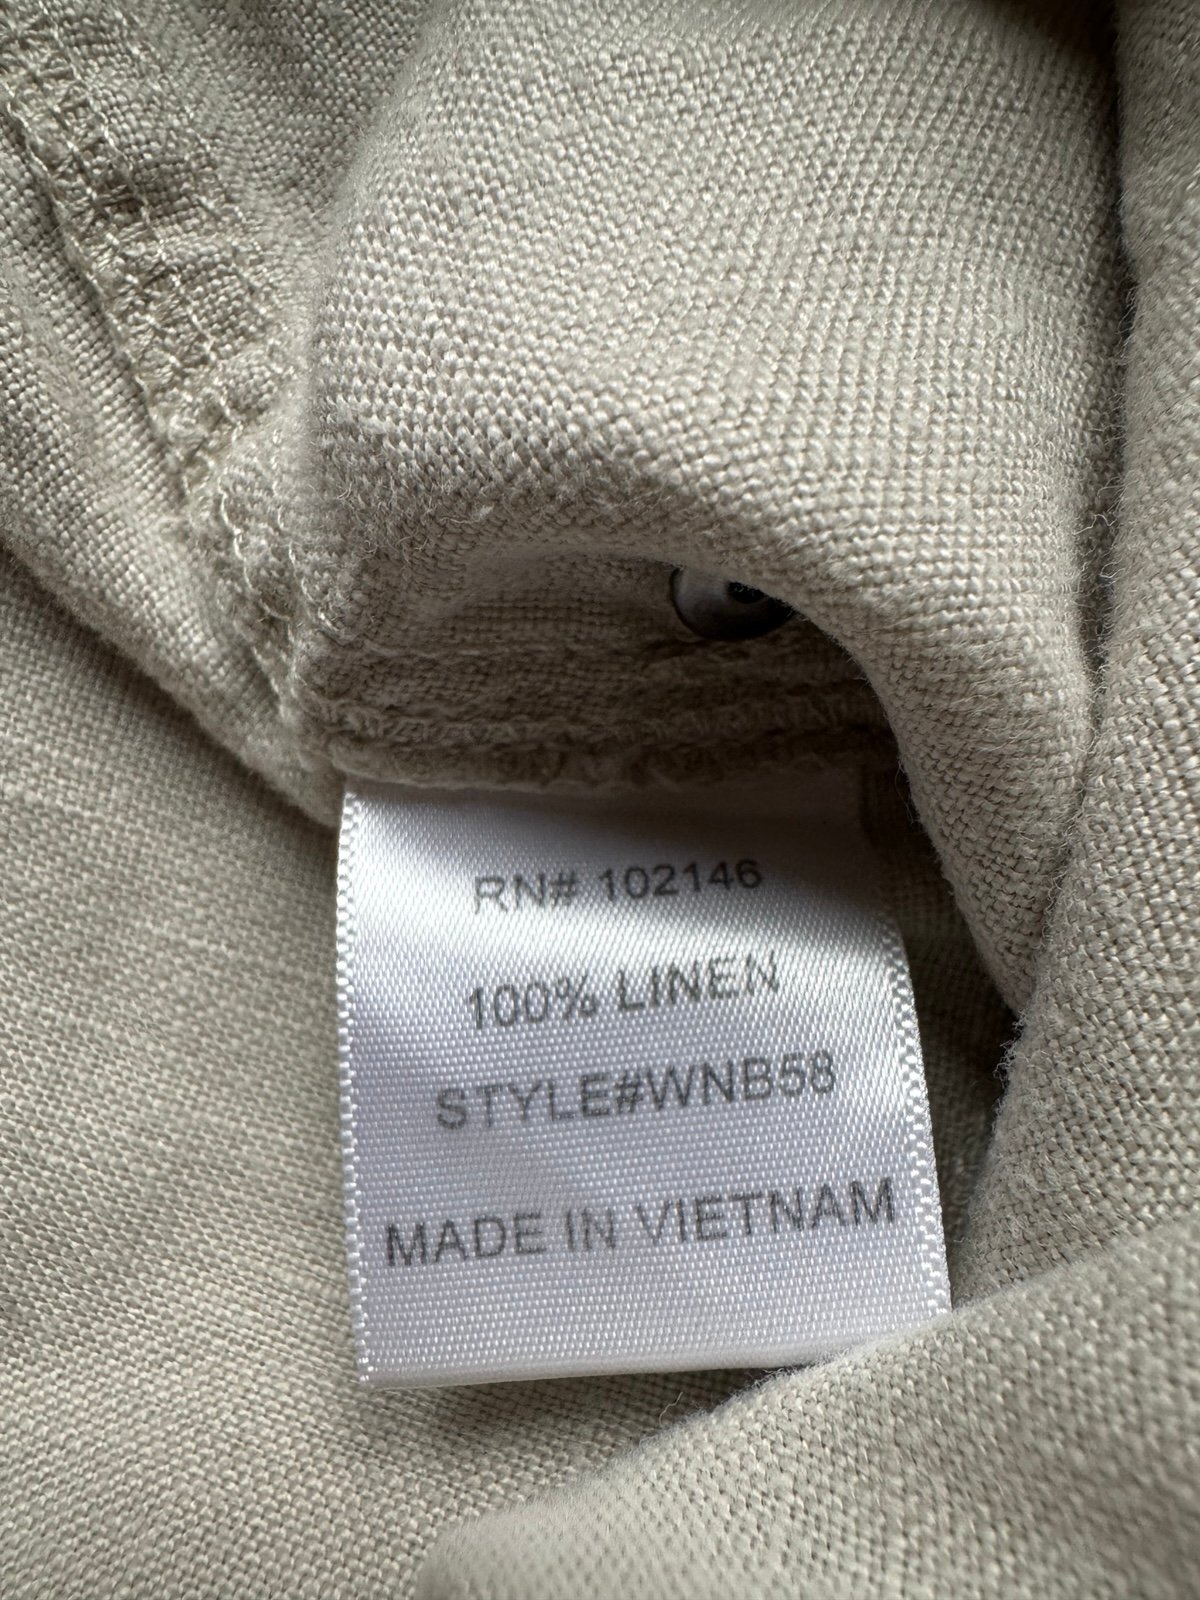 RN# 102146
100% LINEN
STYLE#WNB58
MADE IN VIETNAM